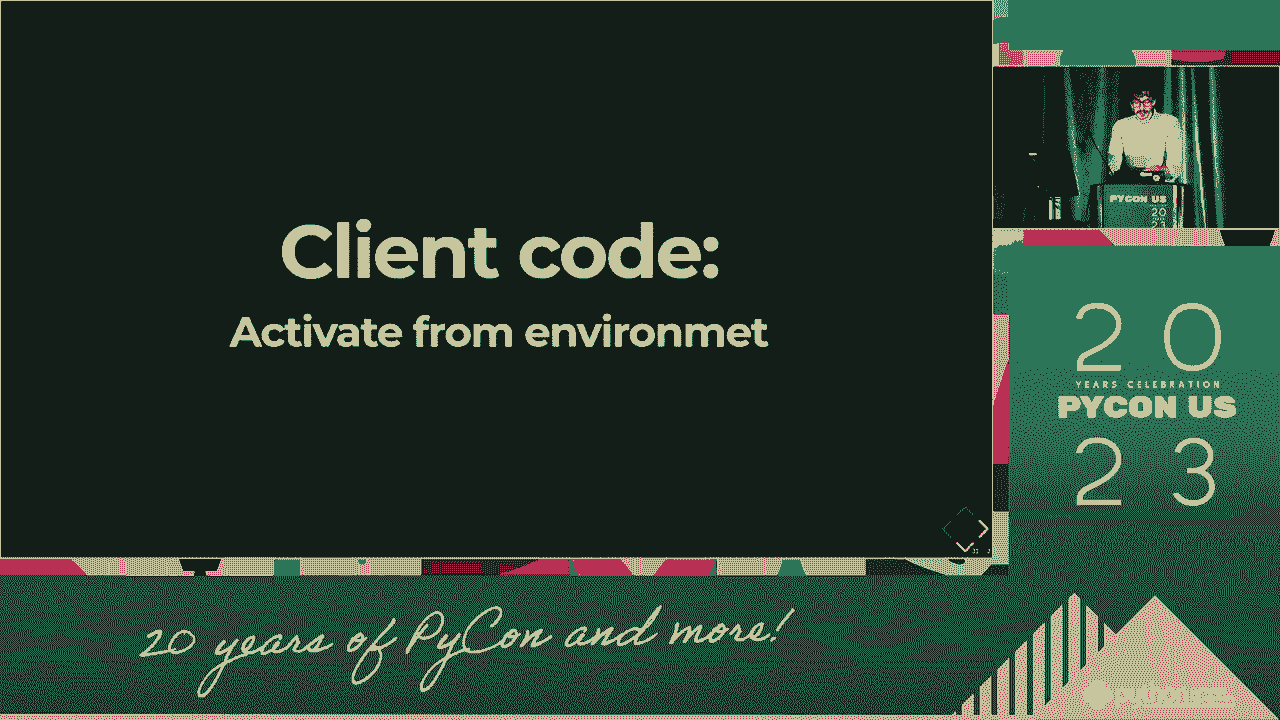 Client code:
Activate from environmet
PYCON US
20
23
20
YEARS CELEBRATION
PYCON US
23
20 years of PyCon and more!